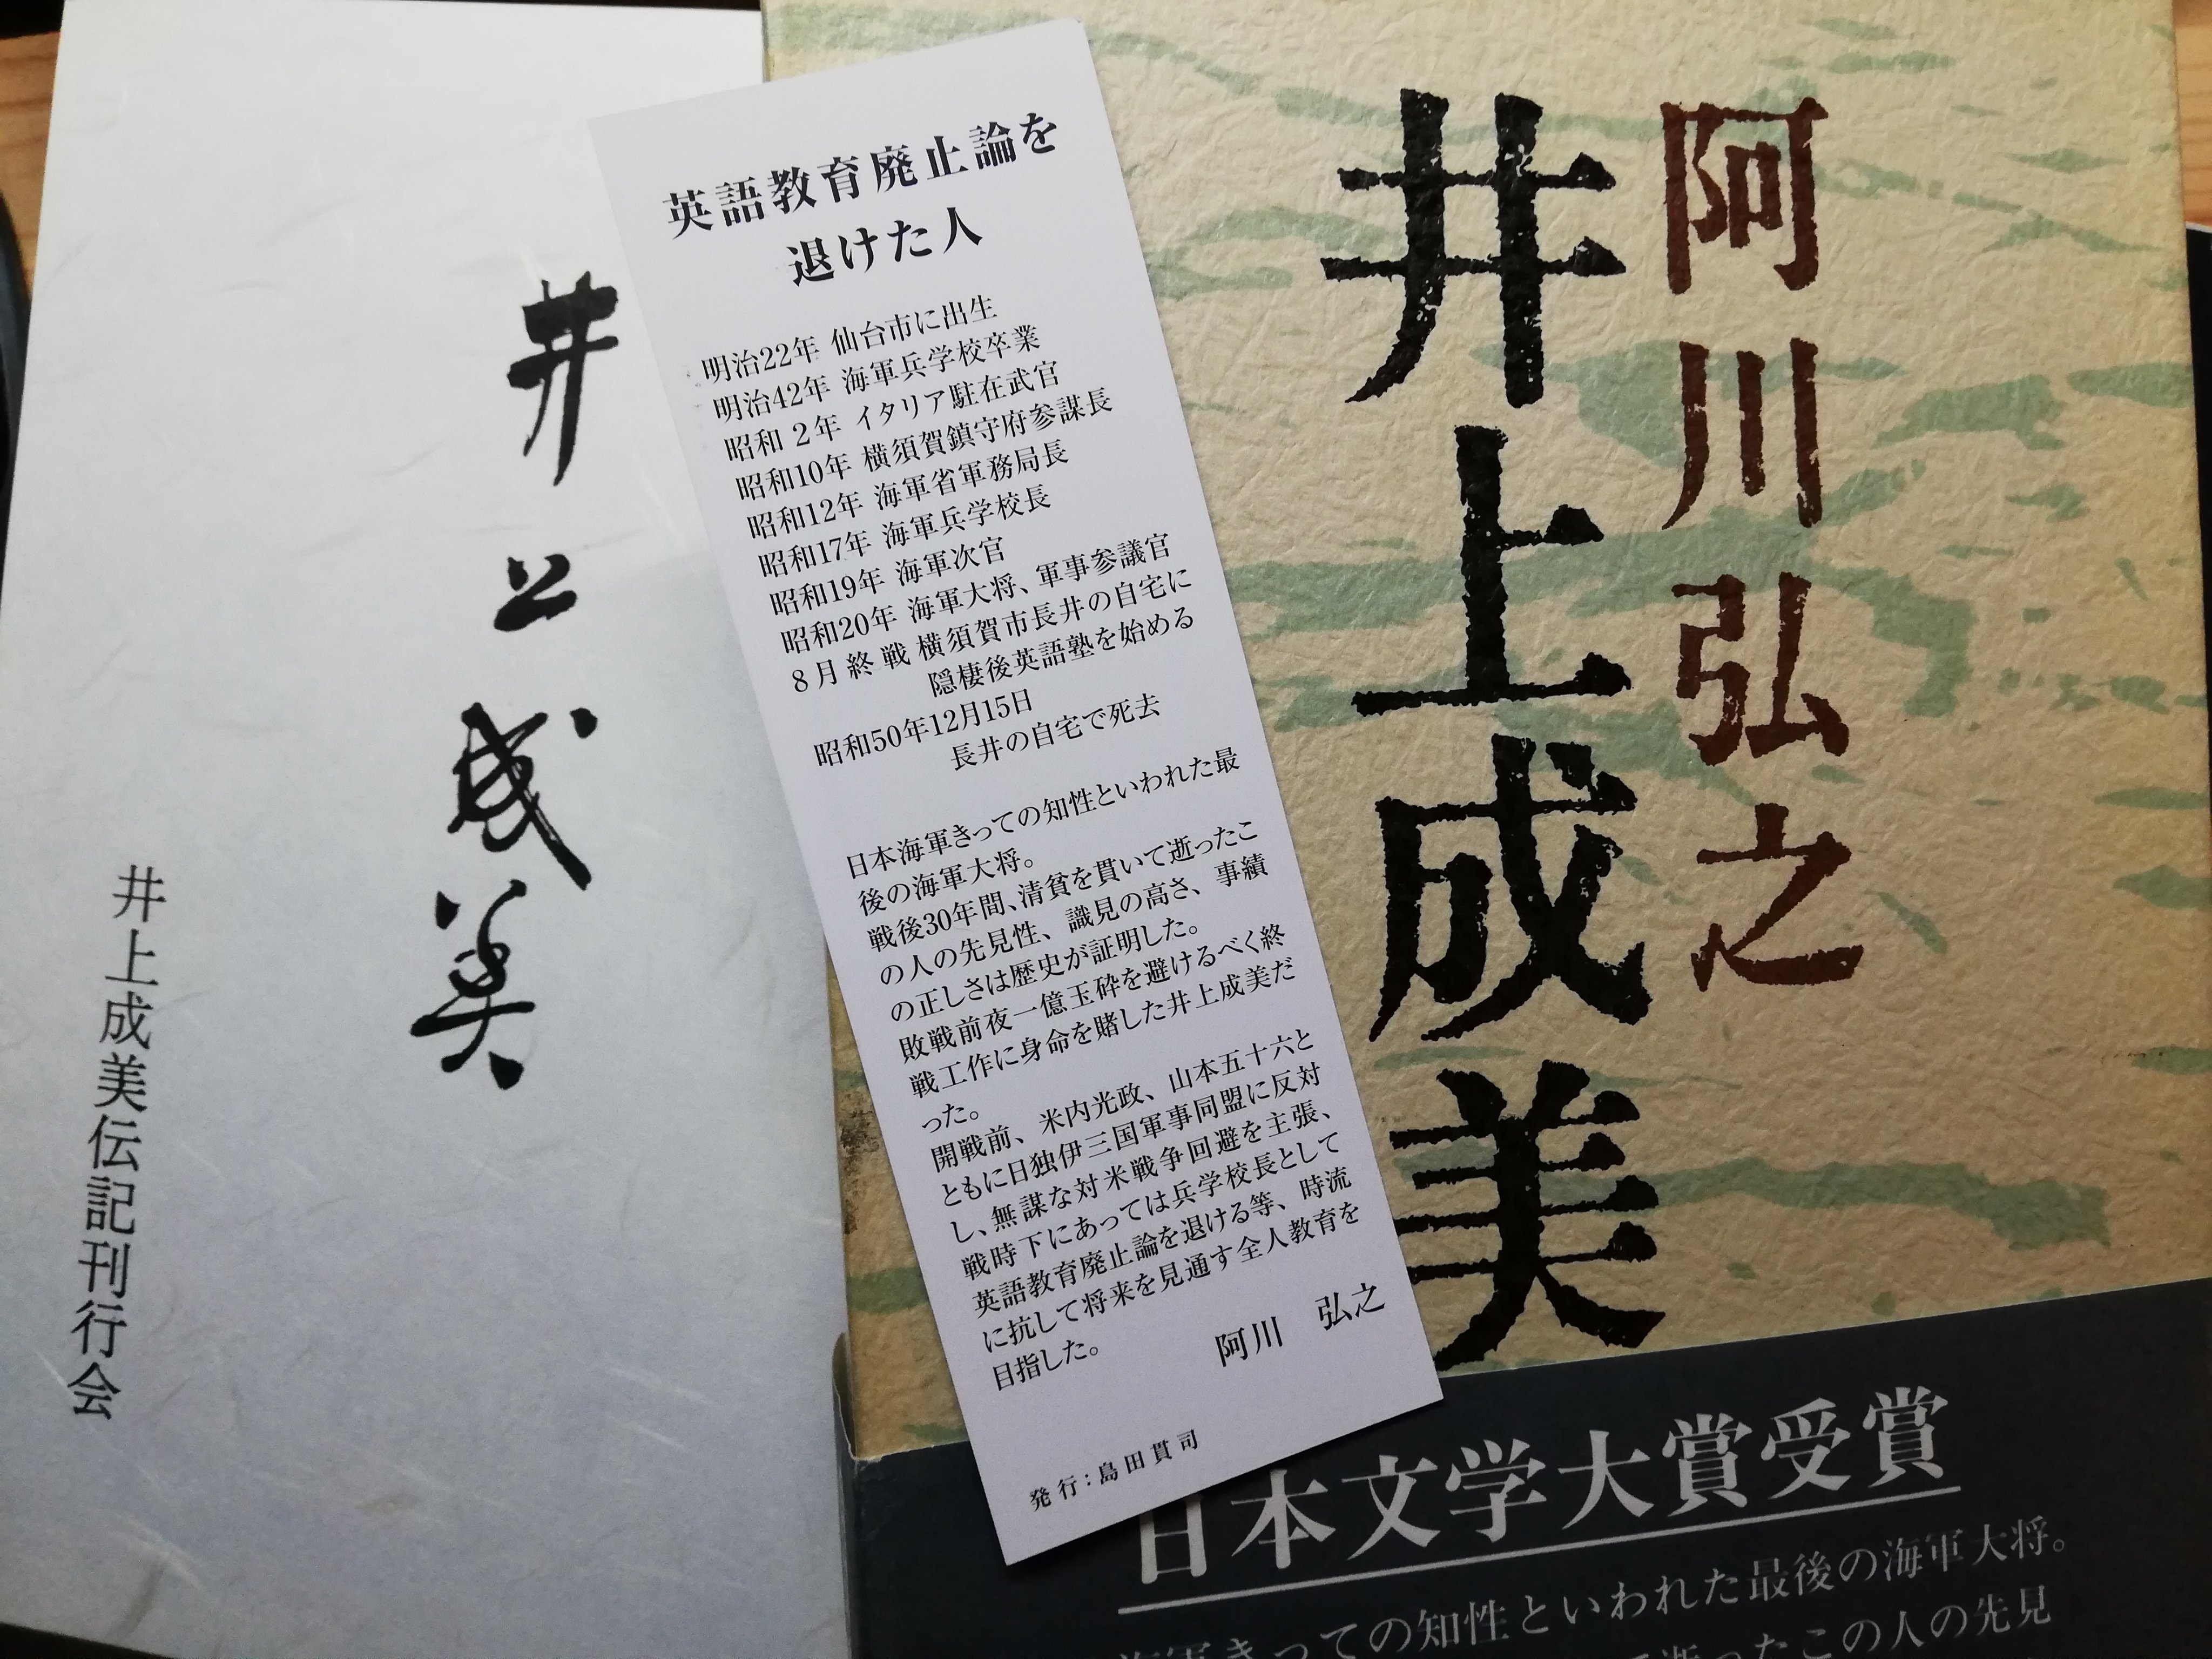 阿川弘之
井上成美
英語教育廃止論を
退けた人
明治22年 仙台市に出生
明治42年 海軍兵学校卒業
昭和 2年 イタリア駐在武官
昭和10年 横須賀鎮守府参謀長
昭和12年 海軍省軍務局長
昭和17年 海軍兵学校長
昭和19年 海軍次官
昭和20年 海軍大将、軍事参議官
8月終戦 横須賀市長井の自宅に
隠棲後英語塾を始める
昭和50年12月15日
長井の自宅で死去
日本海軍きっての知性といわれた最
後の海軍大将。
戦後30年間、清貧を貫いて逝ったこ
の人の先見性、識見の高さ、事績
の正しさは歴史が証明した。
敗戦前夜一億玉砕を避けるべく終
戦工作に身命を賭した井上成美だ
った。
開戦前、米内光政、山本五十六と
ともに日独伊三国軍事同盟に反対
し、無謀な対米戦争回避を主張、
戦時下にあっては兵学校長として
英語教育廃止論を退ける等、時流
に抗して将来を見通す全人教育を
目指した。
阿川 弘之
発行：島田貫司
井上成美
井上成美伝記刊行会
日本文学大賞受賞
海軍きっての知性といわれた最後の海軍大将。
逝ったこの人の先見